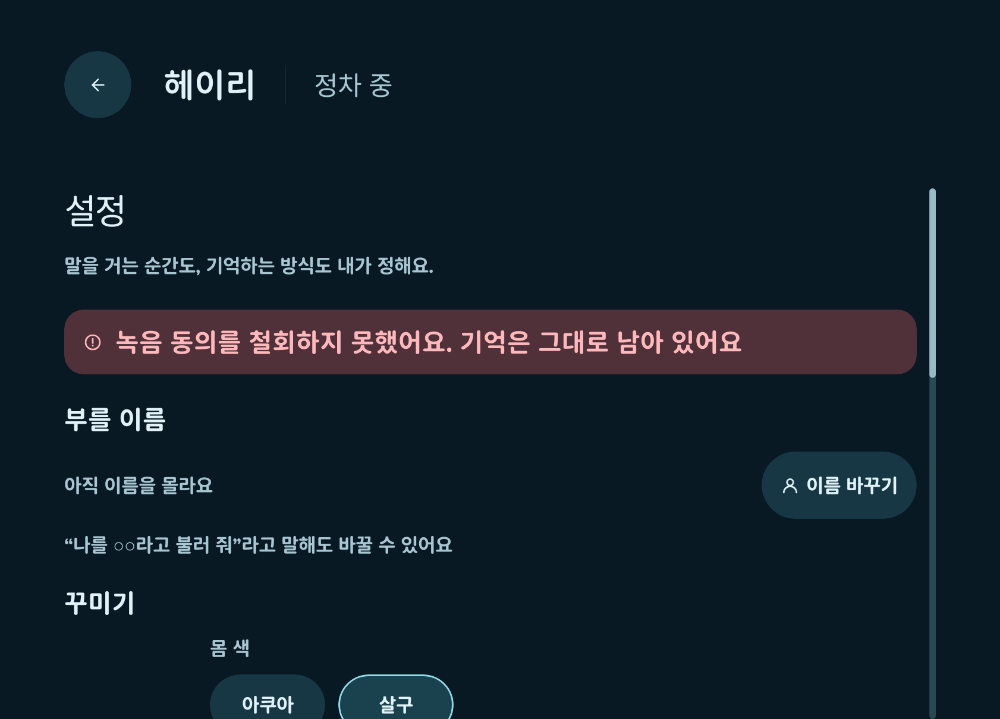 헤이리
정차 중
설정
말을 거는 순간도, 기억하는 방식도 내가 정해요.
녹음 동의를 철회하지 못했어요. 기억은 그대로 남아 있어요
부를 이름
아직 이름을 몰라요
이름 바꾸기
“나를 ○○라고 불러 줘”라고 말해도 바꿀 수 있어요
꾸미기
몸 색
아쿠아
살구